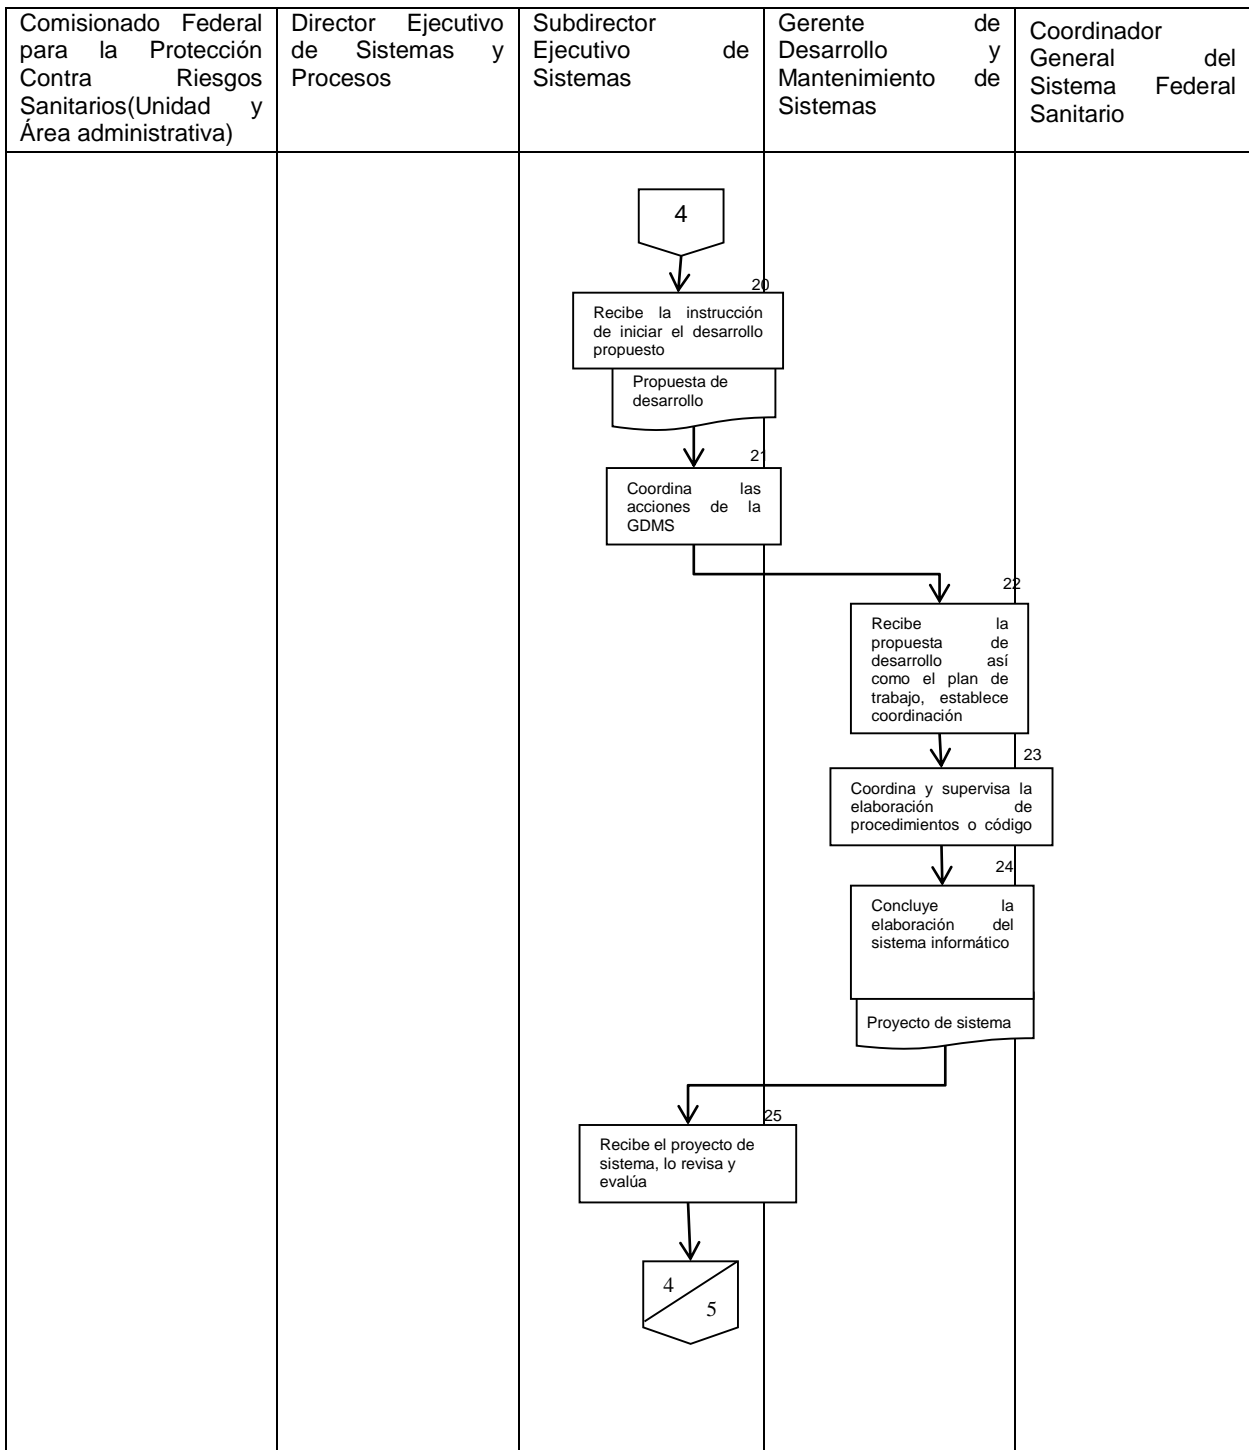 Comisionado Federal
para la Protección
Contra Riesgos
Sanitarios(Unidad y
Área administrativa)
Director Ejecutivo
de Sistemas y
Procesos
Subdirector
Ejecutivo de
Sistemas
Gerente de
Desarrollo y
Mantenimiento de
Sistemas
Coordinador
General del
Sistema Federal
Sanitario
4
20
Recibe la instrucción
de iniciar el desarrollo
propuesto
Propuesta de
desarrollo
21
Coordina las
acciones de la
GDMS
22
Recibe la
propuesta de
desarrollo así
como el plan de
trabajo, establece
coordinación
23
Coordina y supervisa la
elaboración de
procedimientos o código
24
Concluye la
elaboración del
sistema informático
Proyecto de sistema
25
Recibe el proyecto de
sistema, lo revisa y
evalúa
4
5